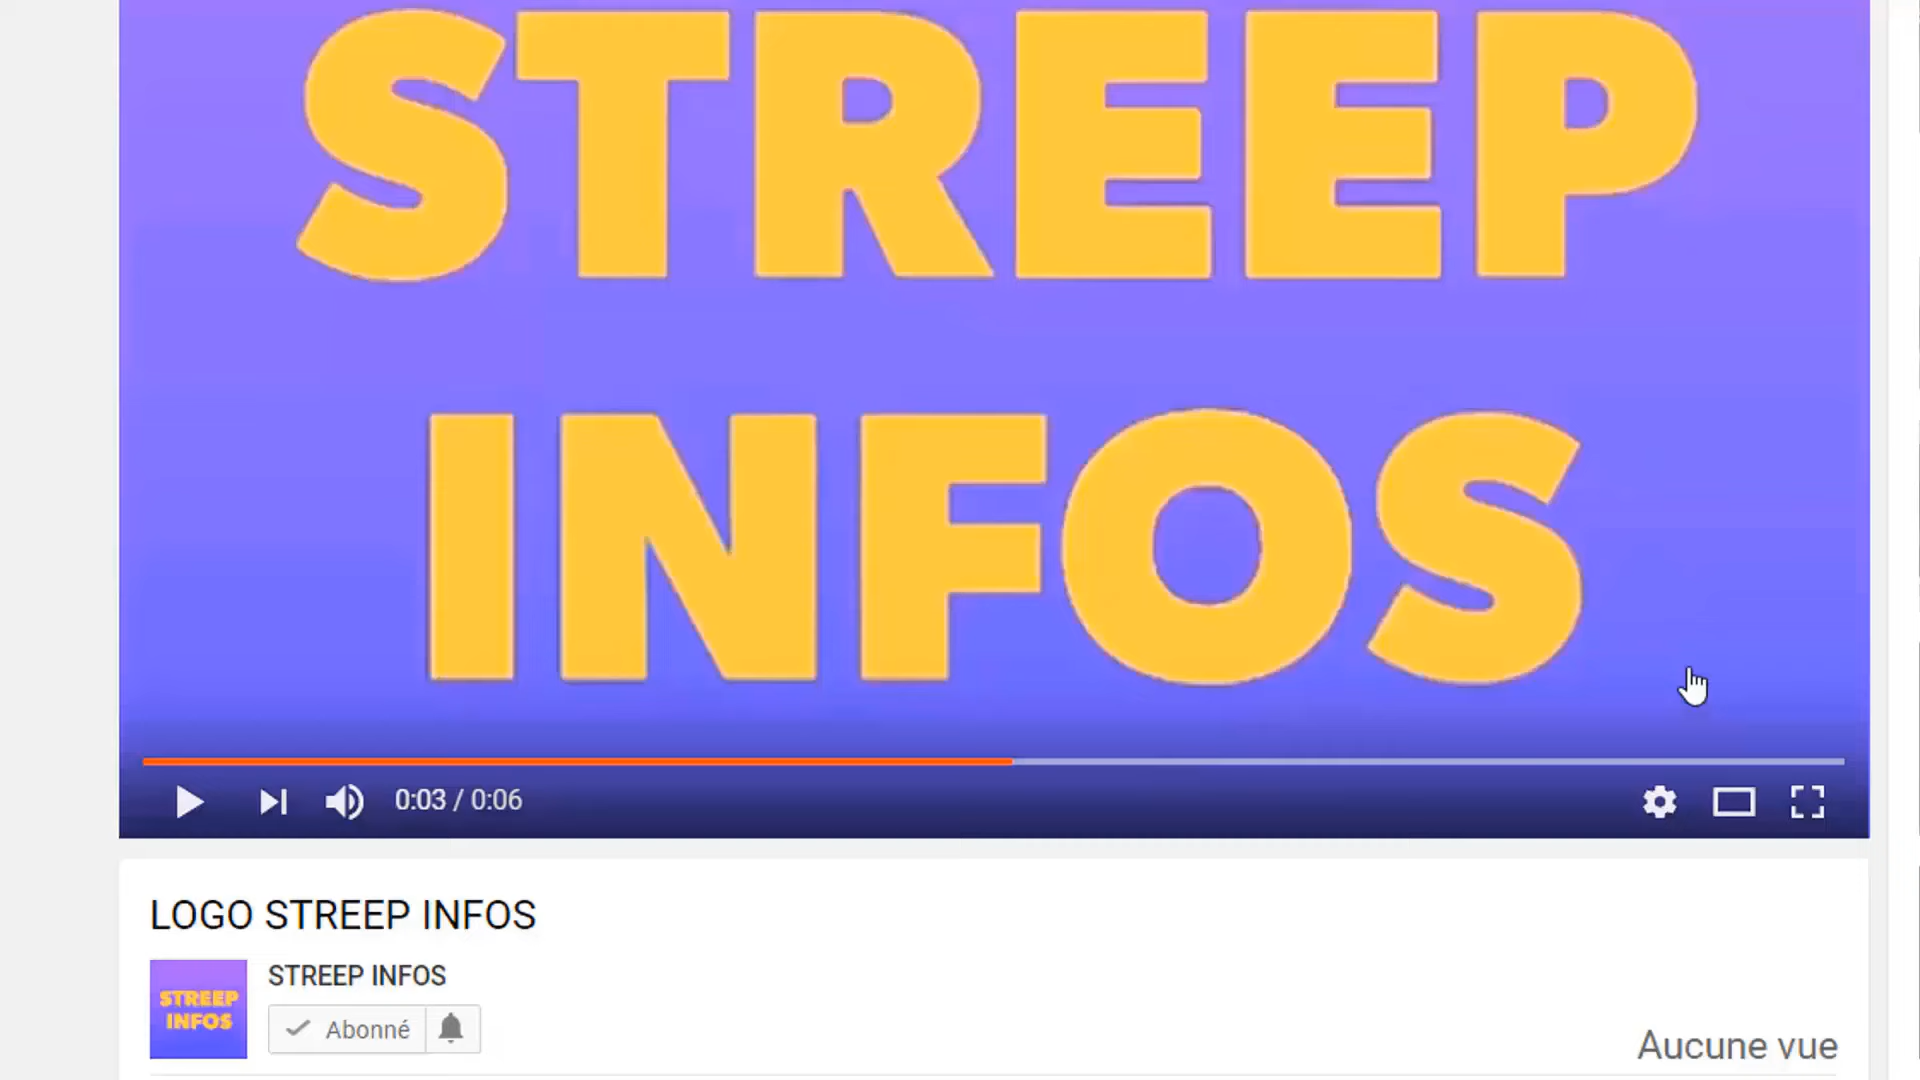 STREEP
INFOS
0:03 / 0:06
LOGO STREEP INFOS
STREEP INFOS
STREEP
INFOS
Abonné
Aucune vue